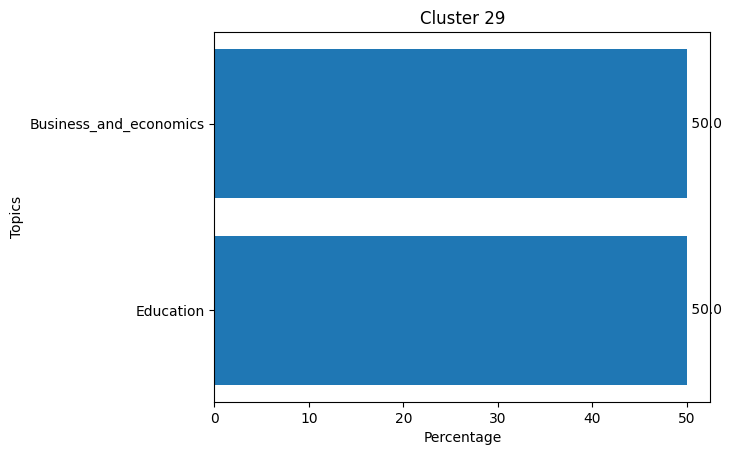 Cluster 29
Business_and_economics
50.0
Topics
Education
50.0
0 10 20 30 40 50
Percentage